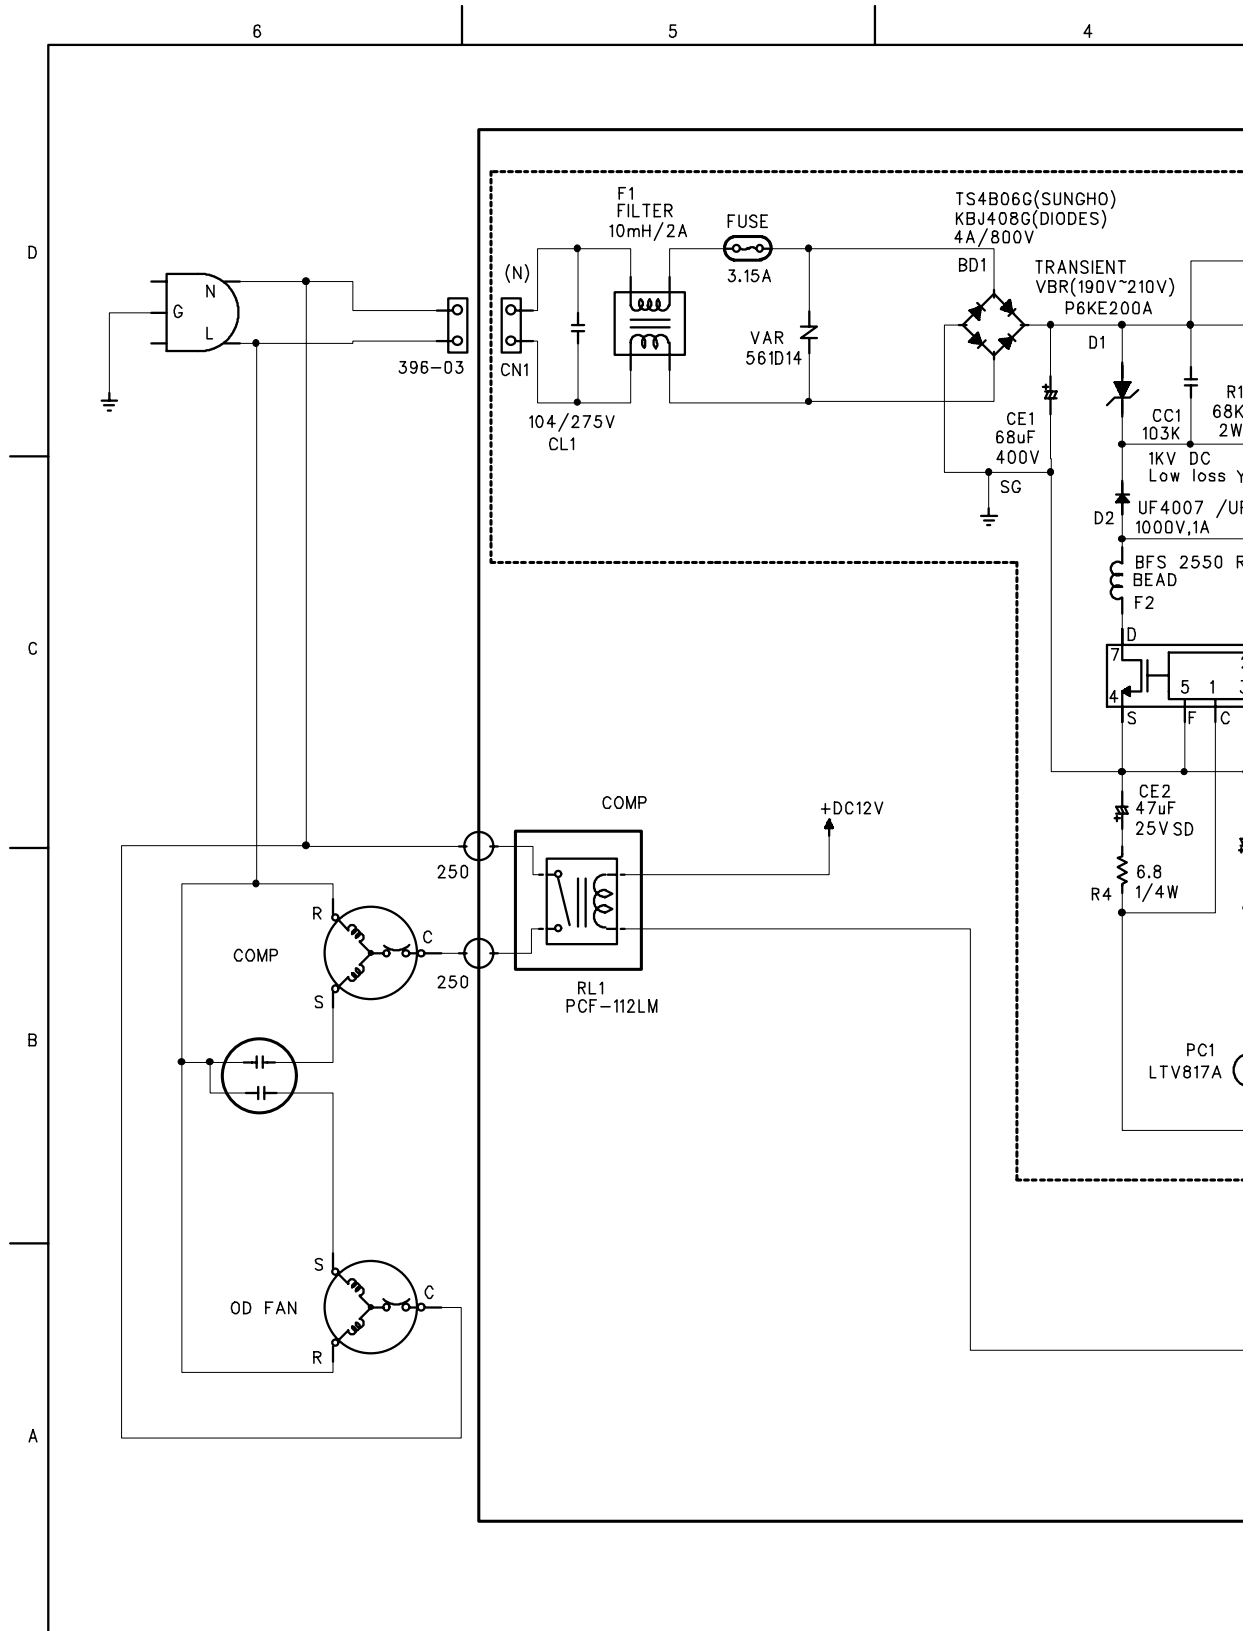 6
5
4
D
C
B
A
N
G
L
396-03
(N)
CN1
F1
FILTER
10mH/2A
FUSE
3.15A
VAR
561D14
104/275V
CL1
TS4B06G(SUNGHO)
KBJ408G(DIODES)
4A/800V
BD1
TRANSIENT
VBR(190V~210V)
P6KE200A
D1
CE1
68uF
400V
SG
CC1
103K
R1
68K
2W
1KV DC
Low loss Y
D2
UF4007 /UF
1000V,1A
BFS 2550 R
BEAD
F2
D
7
4
5 1
S
F
C
CE2
47uF
25V SD
6.8
R4
1/4W
COMP
+DC12V
250
250
RL1
PCF-112LM
R
C
COMP
S
PC1
LTV817A
S
C
OD FAN
R